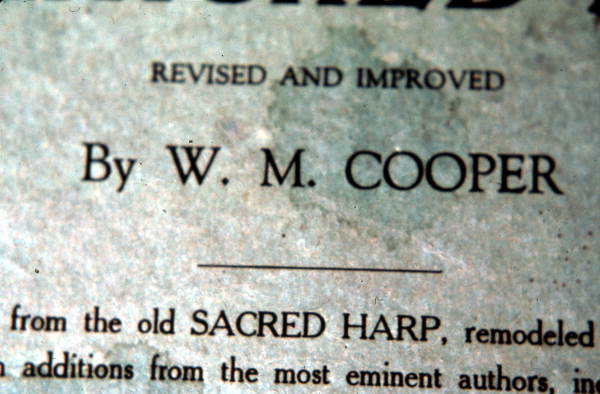 REVISED AND IMPROVED
By W. M. COOPER
from the old SACRED HARP, remodeled
additions from the most eminent authors,